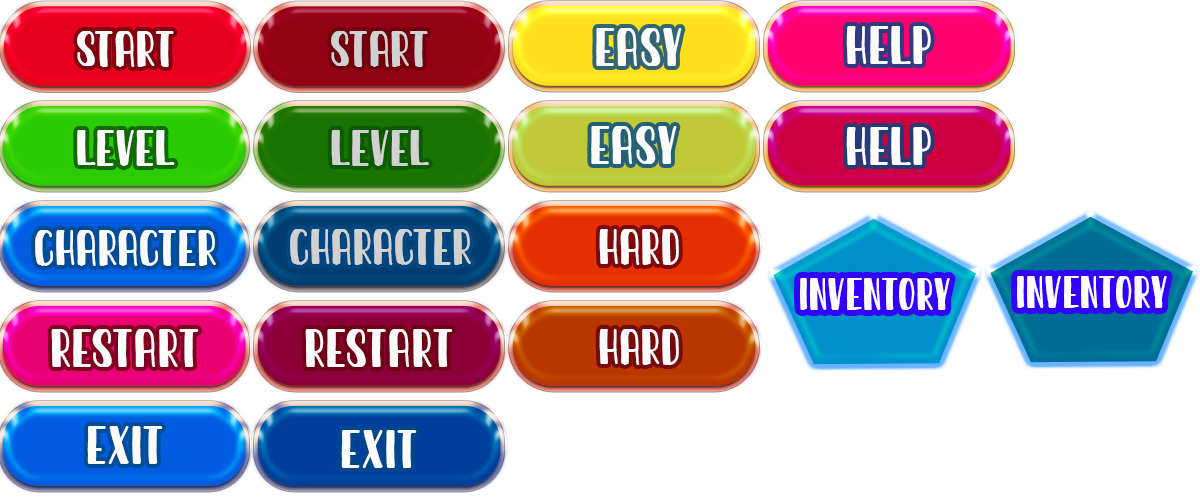 START
START
EASY
HELP
LEVEL
LEVEL
EASY
HELP
CHARACTER
CHARACTER
HARD
INVENTORY
INVENTORY
RESTART
RESTART
HARD
EXIT
EXIT